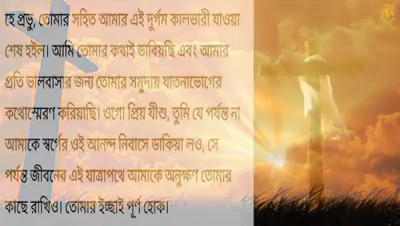 হে প্রভু, তোমার সহিত আমার এই দুর্গম কালভারী যাওয়া
শেষ হইল। আমি তোমার কথাই ভাবিয়াছি এবং আমার
প্রতি ভালবাসার জন্য তোমার সমুদায় যাতনাভোগের
কথোস্মেরণ করিয়াছি। ওগো প্রিয় যীশু, তুমি যে পর্যন্ত না
আমাকে স্বর্গের ওই আনন্দ নিবাসে ডাকিয়া লও, সে
পর্যন্ত জীবনের এই যাত্রাপথে আমাকে অনুক্ষণ তোমার
কাছে রাখিও। তোমার ইচ্ছাই পূর্ণ হোক।